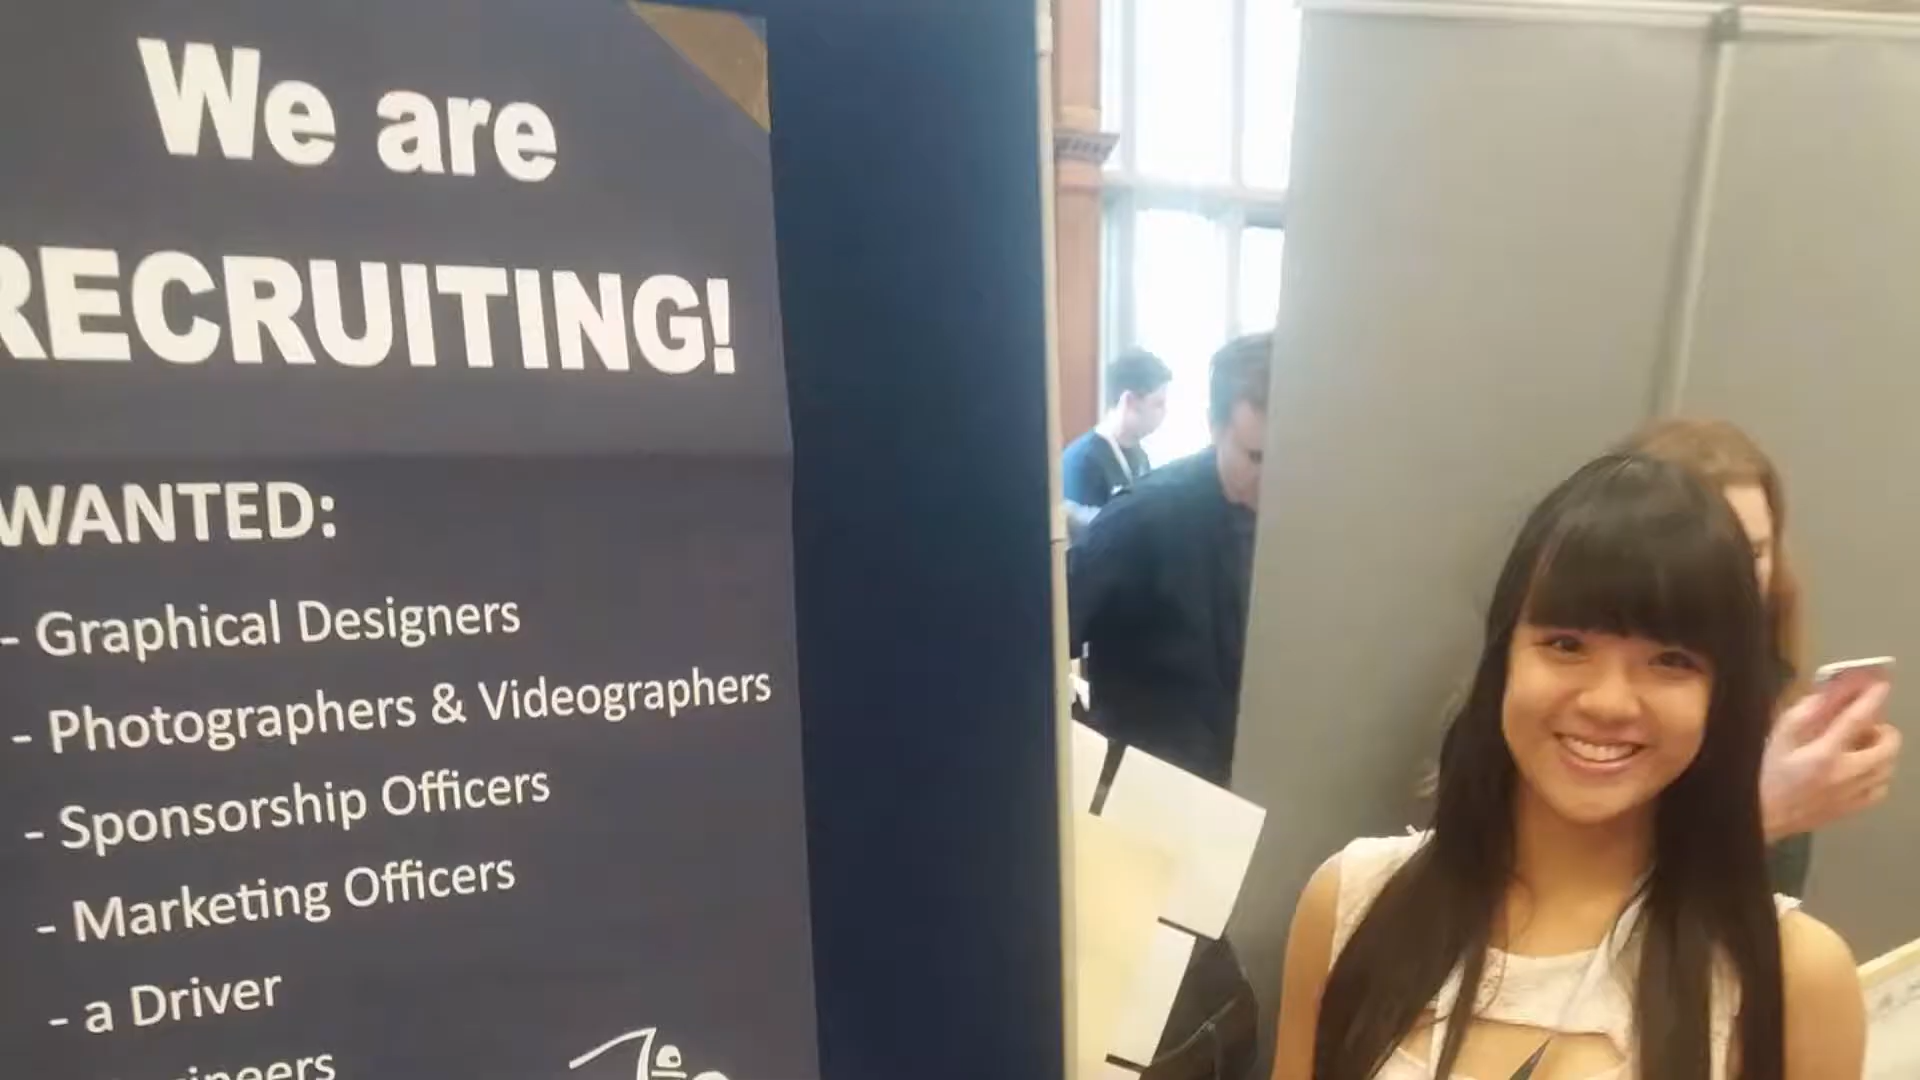 We are
RECRUITING!
WANTED:
- Graphical Designers
- Photographers & Videographers
- Sponsorship Officers
- Marketing Officers
- a Driver